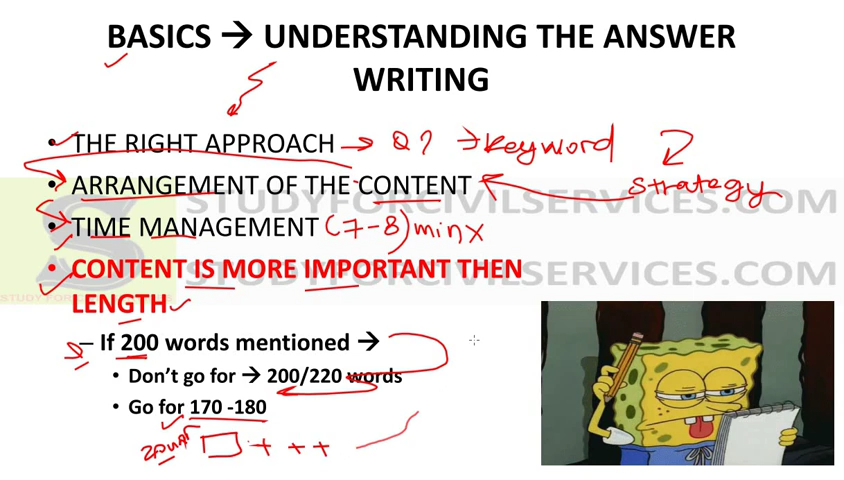 BASICS → UNDERSTANDING THE ANSWER
WRITING
• THE RIGHT APPROACH → Q ? → keyword
• ARRANGEMENT OF THE CONTENT strategy
STUDYFORCIVILSERVICES.COM
• TIME MANAGEMENT (7-8) min
• CONTENT IS MORE IMPORTANT THEN
STUDYFORCIVILSERVICES.COM
LENGTH
– If 200 words mentioned →
• Don’t go for → 200/220 words
• Go for 170 -180
+ + +